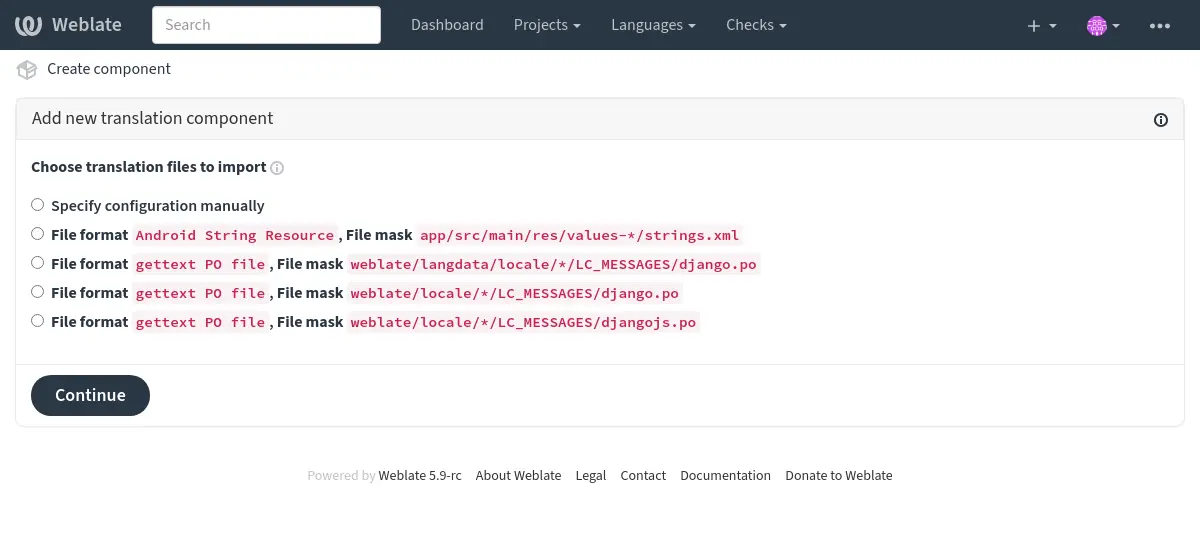 Weblate Search Dashboard Projects Languages Checks
Create component
Add new translation component
Choose translation files to import
Specify configuration manually
File format Android String Resource, File mask app/src/main/res/values-*/strings.xml
File format gettext PO file, File mask weblate/langdata/locale/*/LC_MESSAGES/django.po
File format gettext PO file, File mask weblate/locale/*/LC_MESSAGES/django.po
File format gettext PO file, File mask weblate/locale/*/LC_MESSAGES/djangojs.po
Continue
Powered by Weblate 5.9-rc About Weblate Legal Contact Documentation Donate to Weblate